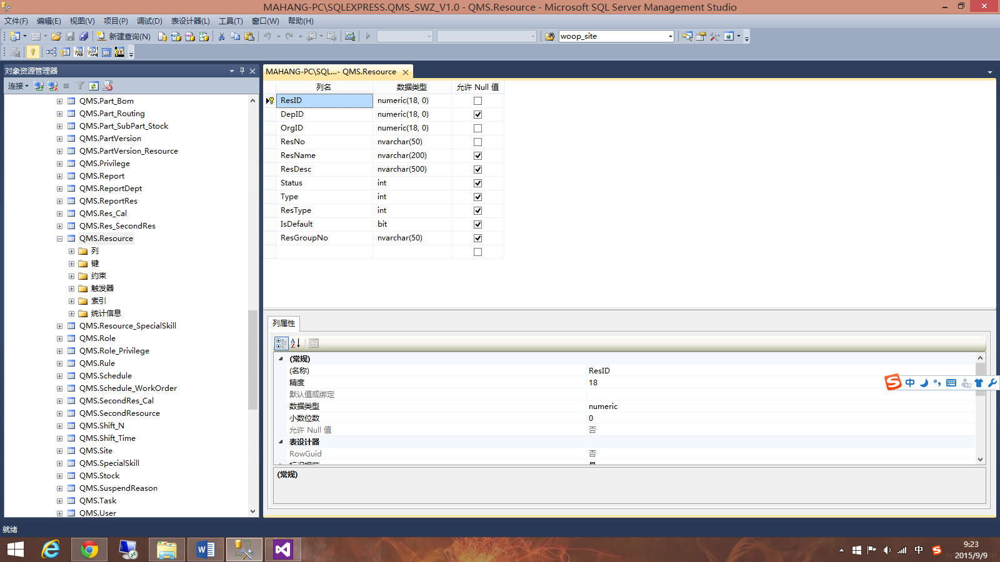 MAHANG-PC\SQLEXPRESS.QMS_SWZ_V1.0 - QMS.Resource - Microsoft SQL Server Management Studio
文件(F) 编辑(E) 视图(V) 项目(P) 调试(D) 表设计器(L) 工具(T) 窗口(W) 帮助(H)
新建查询(N) woop_site
对象资源管理器
连接
QMS.Part_Bom
QMS.Part_Routing
QMS.Part_SubPart_Stock
QMS.PartVersion
QMS.PartVersion_Resource
QMS.Privilege
QMS.Report
QMS.ReportDept
QMS.ReportRes
QMS.Res_Cal
QMS.Res_SecondRes
QMS.Resource
列
键
约束
触发器
索引
统计信息
QMS.Resource_SpecialSkill
QMS.Role
QMS.Role_Privilege
QMS.Rule
QMS.Schedule
QMS.Schedule_WorkOrder
QMS.SecondRes_Cal
QMS.SecondResource
QMS.Shift_N
QMS.Shift_Time
QMS.Site
QMS.SpecialSkill
QMS.Stock
QMS.SuspendReason
QMS.Task
QMS.User
MAHANG-PC\SQL...- QMS.Resource
列名 数据类型 允许 Null 值
ResID numeric(18, 0)
DepID numeric(18, 0)
OrgID numeric(18, 0)
ResNo nvarchar(50)
ResName nvarchar(200)
ResDesc nvarchar(500)
Status int
Type int
ResType int
IsDefault bit
ResGroupNo nvarchar(50)
列属性
(常规)
(名称) ResID
精度 18
默认值或绑定
数据类型 numeric
小数位数 0
允许 Null 值 否
表设计器
RowGuid 否
标识规范 是
(常规)
中
就绪
中
9:23
2015/9/9